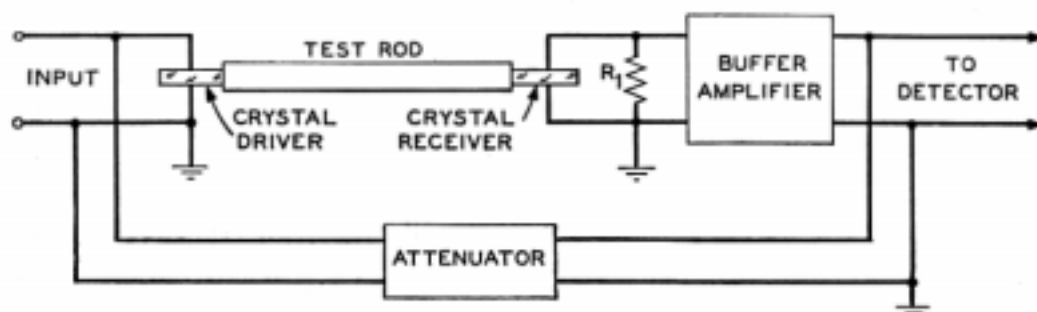 TEST ROD
INPUT
CRYSTAL
DRIVER
CRYSTAL
RECEIVER
R1
BUFFER
AMPLIFIER
TO
DETECTOR
ATTENUATOR